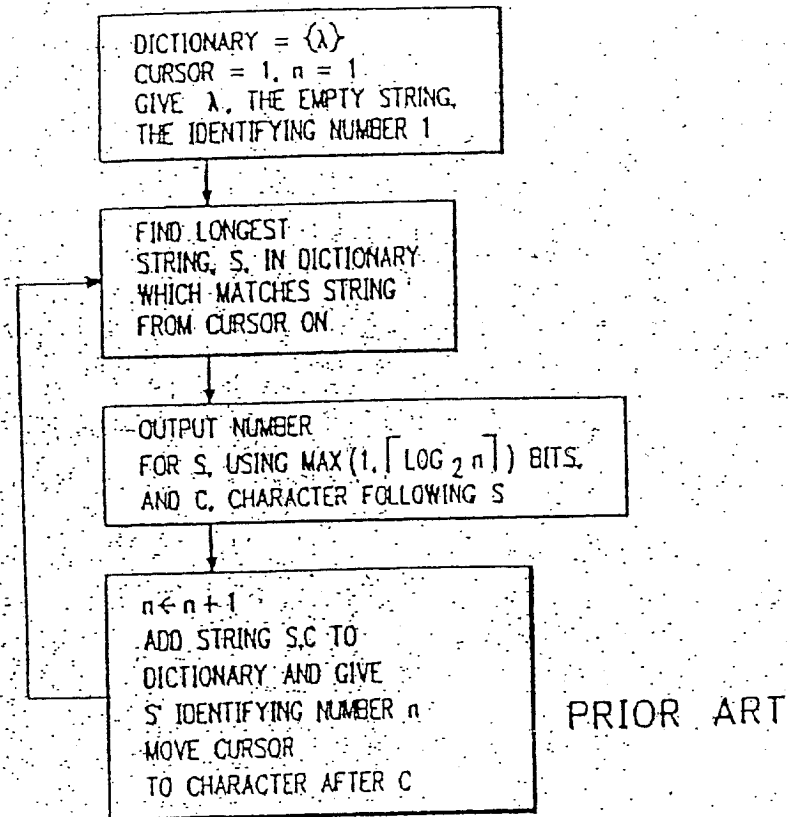 DICTIONARY = {λ}
CURSOR = 1, n = 1
GIVE λ, THE EMPTY STRING,
THE IDENTIFYING NUMBER 1
FIND LONGEST
STRING, S, IN DICTIONARY
WHICH MATCHES STRING
FROM CURSOR ON
OUTPUT NUMBER
FOR S, USING MAX(1,⌈LOG 2 n⌉) BITS,
AND C, CHARACTER FOLLOWING S
n ← n + 1
ADD STRING S,C TO
DICTIONARY AND GIVE
S' IDENTIFYING NUMBER n
MOVE CURSOR
TO CHARACTER AFTER C
PRIOR ART